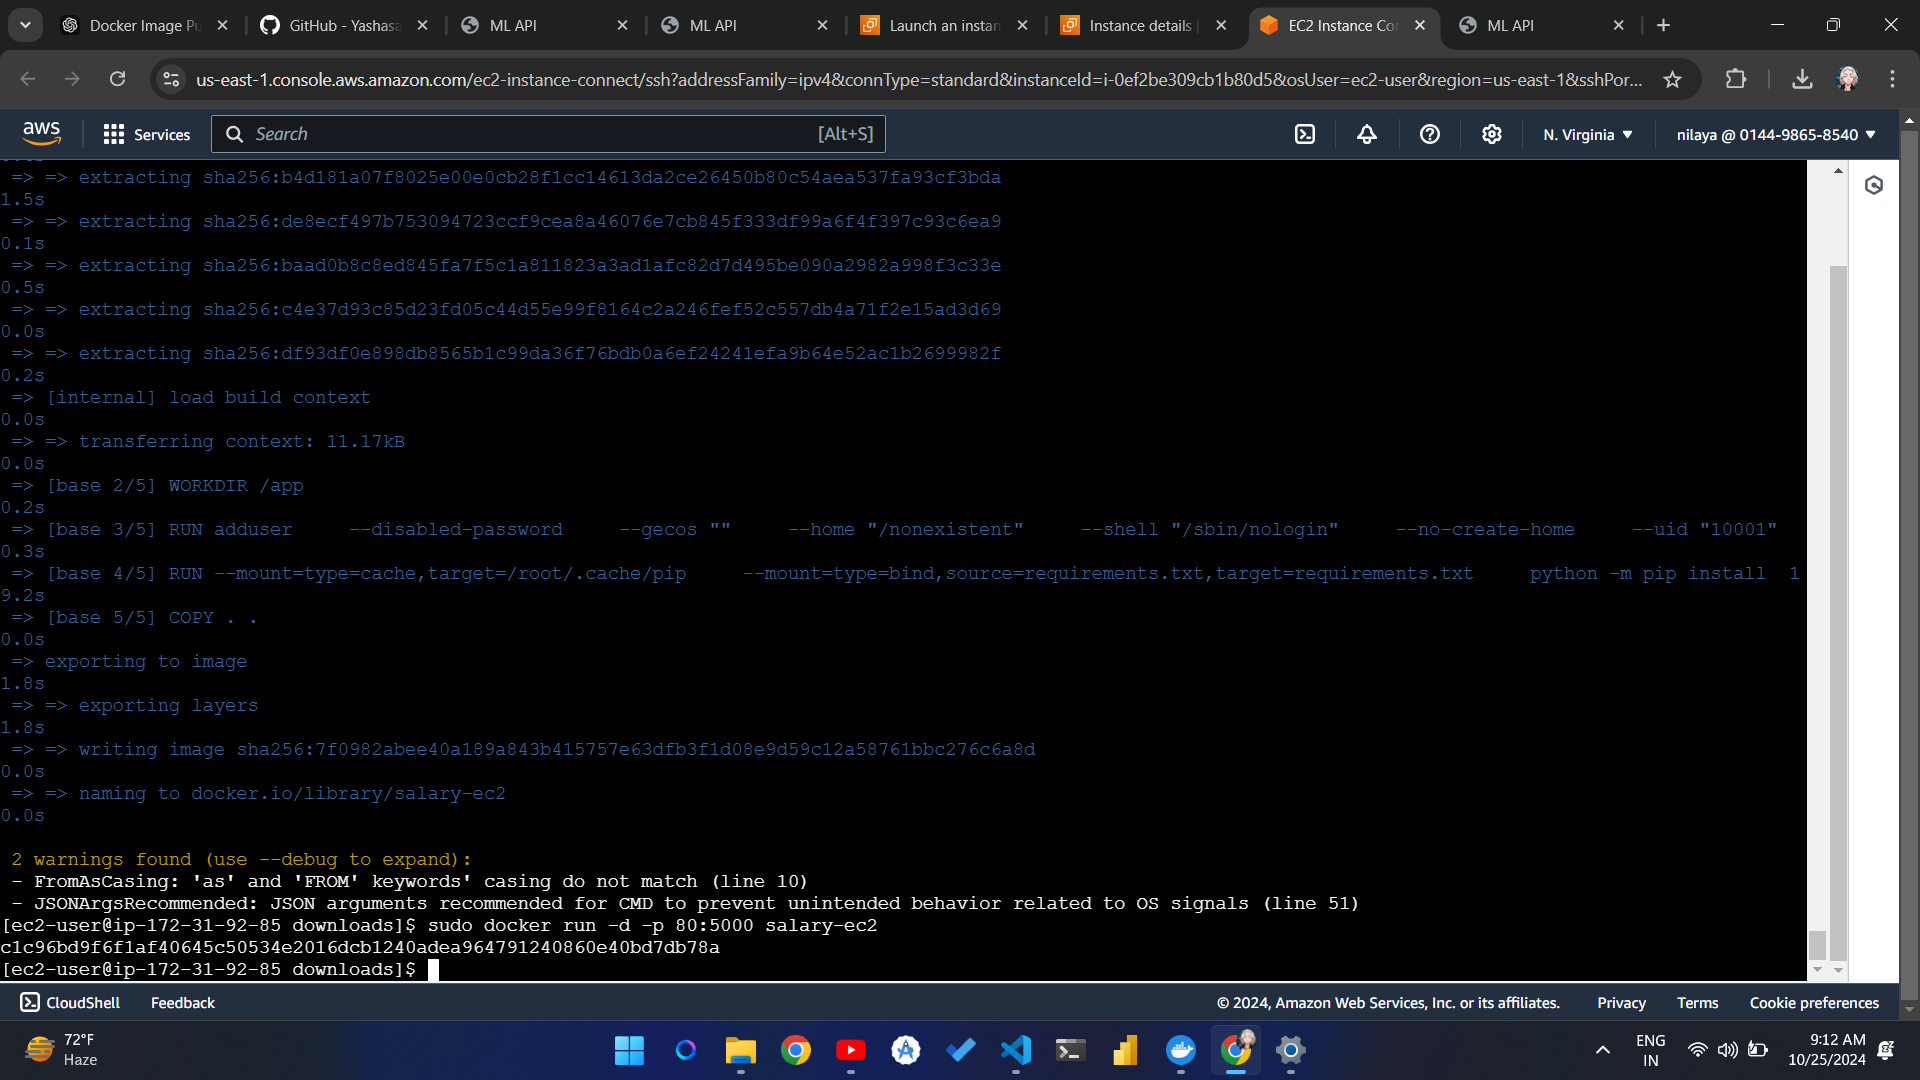 Docker Image Pu
GitHub - Yashasa
ML API
ML API
Launch an instan
Instance details |
EC2 Instance Co
ML API
us-east-1.console.aws.amazon.com/ec2-instance-connect/ssh?addressFamily=ipv4&connType=standard&instanceId=i-0ef2be309cb1b80d5&osUser=ec2-user&region=us-east-1&sshPor...
aws
Services
Search
[Alt+S]
N. Virginia
nilaya @ 0144-9865-8540
=> => extracting sha256:b4d181a07f8025e00e0cb28f1cc14613da2ce26450b80c54aea537fa93cf3bda
1.5s
=> => extracting sha256:de8ecf497b753094723ccf9cea8a46076e7cb845f333df99a6f4f397c93c6ea9
0.1s
=> => extracting sha256:baad0b8c8ed845fa7f5c1a811823a3ad1afc82d7d495be090a2982a998f3c33e
0.5s
=> => extracting sha256:c4e37d93c85d23fd05c44d55e99f8164c2a246fef52c557db4a71f2e15ad3d69
0.0s
=> => extracting sha256:df93df0e898db8565b1c99da36f76bdb0a6ef24241efa9b64e52ac1b2699982f
0.2s
=> [internal] load build context
0.0s
=> => transferring context: 11.17kB
0.0s
=> [base 2/5] WORKDIR /app
0.2s
=> [base 3/5] RUN adduser     --disabled-password     --gecos ""     --home "/nonexistent"     --shell "/sbin/nologin"     --no-create-home     --uid "10001"
0.3s
=> [base 4/5] RUN --mount=type=cache,target=/root/.cache/pip     --mount=type=bind,source=requirements.txt,target=requirements.txt     python -m pip install  1
9.2s
=> [base 5/5] COPY . .
0.0s
=> exporting to image
1.8s
=> => exporting layers
1.8s
=> => writing image sha256:7f0982abee40a189a843b415757e63dfb3f1d08e9d59c12a58761bbc276c6a8d
0.0s
=> => naming to docker.io/library/salary-ec2
0.0s
2 warnings found (use --debug to expand):
- FromAsCasing: 'as' and 'FROM' keywords' casing do not match (line 10)
- JSONArgsRecommended: JSON arguments recommended for CMD to prevent unintended behavior related to OS signals (line 51)
[ec2-user@ip-172-31-92-85 downloads]$ sudo docker run -d -p 80:5000 salary-ec2
c1c96bd9f6f1af40645c50534e2016dcb1240adea964791240860e40bd7db78a
[ec2-user@ip-172-31-92-85 downloads]$
CloudShell
Feedback
© 2024, Amazon Web Services, Inc. or its affiliates.
Privacy
Terms
Cookie preferences
72°F
Haze
ENG
IN
9:12 AM
10/25/2024